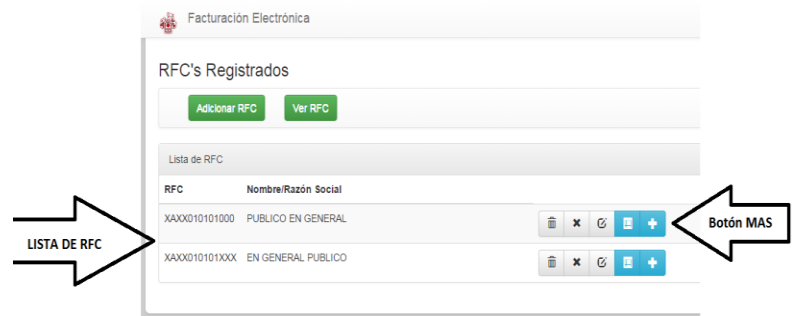 Facturación Electrónica
RFC's Registrados
Adicionar RFC Ver RFC
Lista de RFC
RFC Nombre/Razón Social
XAXX010101000 PUBLICO EN GENERAL
Botón MAS
LISTA DE RFC
XAXX010101XXX EN GENERAL PUBLICO